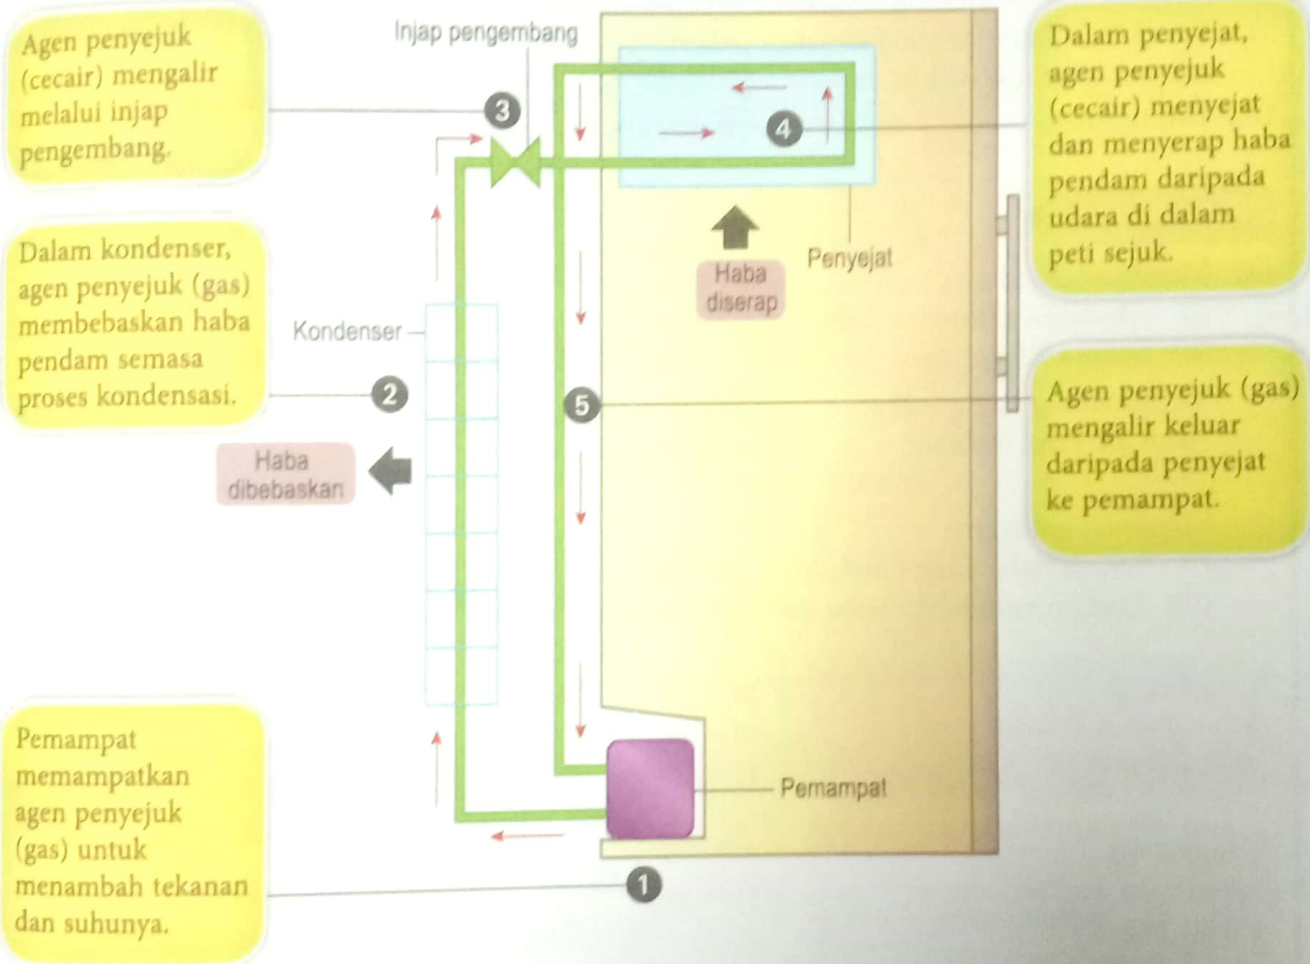 Agen penyejuk
(cecair) mengalir
melalui injap
pengembang.
Injap pengembang
3
4
Dalam penyejat,
agen penyejuk
(cecair) menyejat
dan menyerap haba
pendam daripada
udara di dalam
peti sejuk.
Dalam kondenser,
agen penyejuk (gas)
membebaskan haba
pendam semasa
proses kondensasi.
Kondenser
2
Haba
dibebaskan
Haba
diserap
Penyejat
5
Agen penyejuk (gas)
mengalir keluar
daripada penyejat
ke pemampat.
Pemampat
memampatkan
agen penyejuk
(gas) untuk
menambah tekanan
dan suhunya.
Pemampat
1